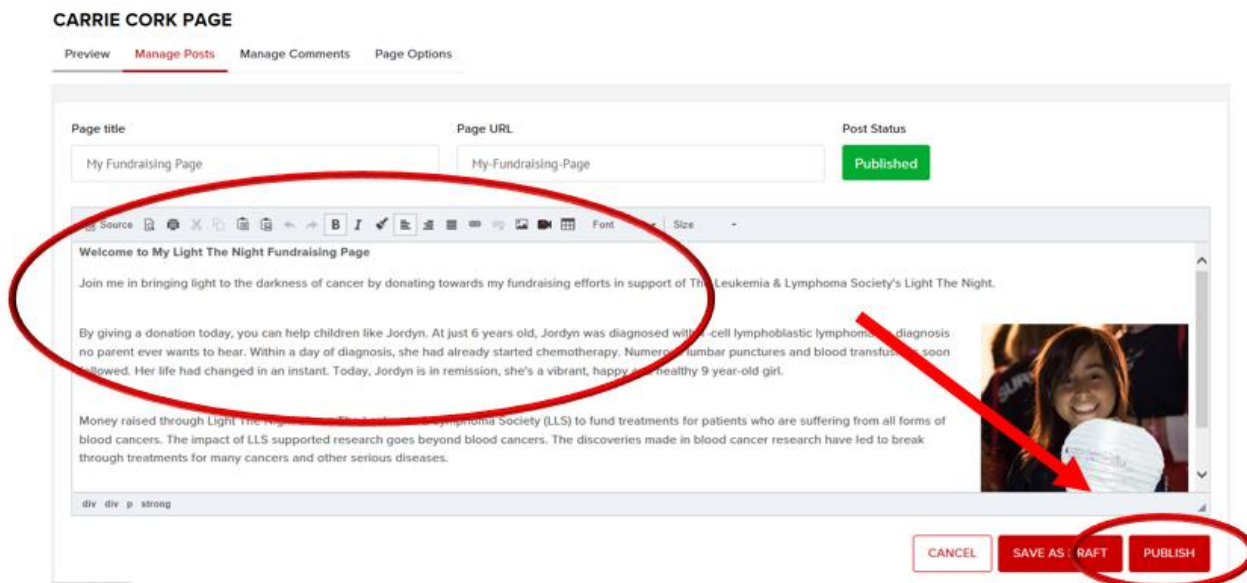 CARRIE CORK PAGE
Preview Manage Posts Manage Comments Page Options
Page title Page URL Post Status
My Fundraising Page My-Fundraising-Page Published
Source B I Font Size
Welcome to My Light The Night Fundraising Page
Join me in bringing light to the darkness of cancer by donating towards my fundraising efforts in support of The Leukemia & Lymphoma Society's Light The Night.
By giving a donation today, you can help children like Jordyn. At just 6 years old, Jordyn was diagnosed with -cell lymphoblastic lymphoma, diagnosis
no parent ever wants to hear. Within a day of diagnosis, she had already started chemotherapy. Numerous lumbar punctures and blood transfusions soon
followed. Her life had changed in an instant. Today, Jordyn is in remission, she's a vibrant, happy and healthy 9 year-old girl.
Money raised through Light The Night Society (LLS) to fund treatments for patients who are suffering from all forms of
blood cancers. The impact of LLS supported research goes beyond blood cancers. The discoveries made in blood cancer research have led to break
through treatments for many cancers and other serious diseases.
div div p strong
CANCEL SAVE AS DRAFT PUBLISH